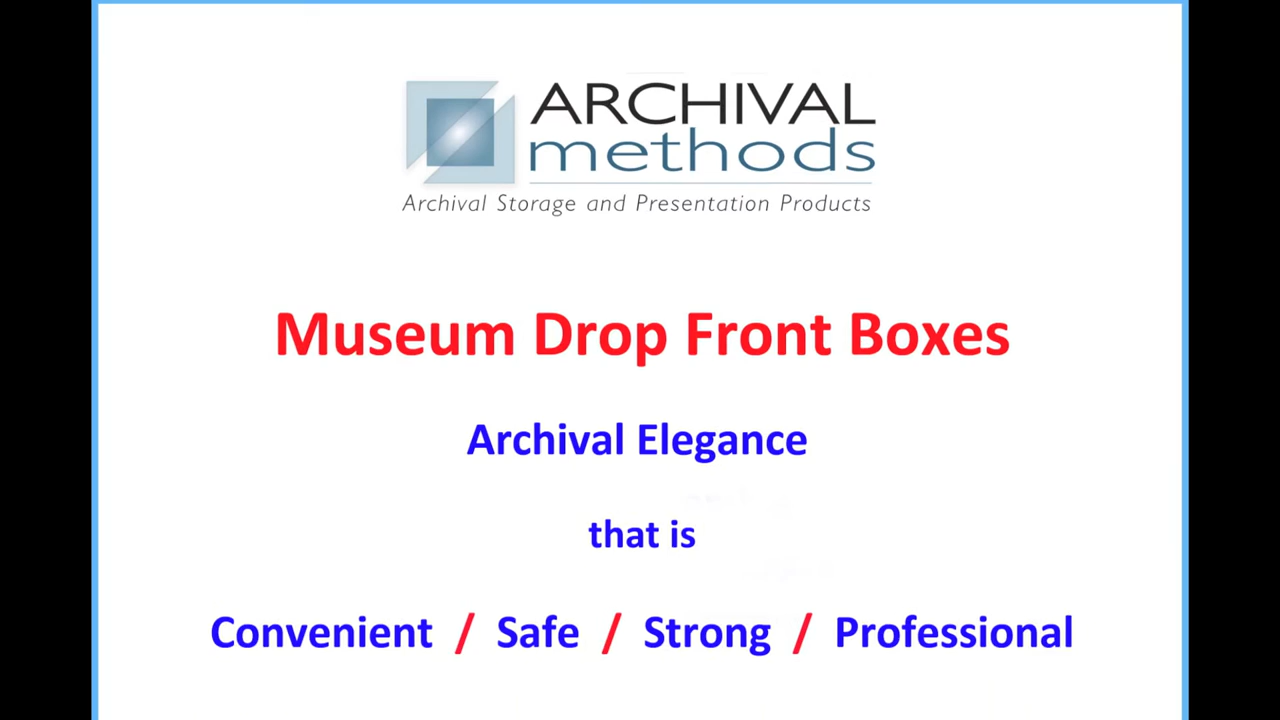 ARCHIVAL
methods
Archival Storage and Presentation Products
Museum Drop Front Boxes
Archival Elegance
that is
Convenient / Safe / Strong / Professional